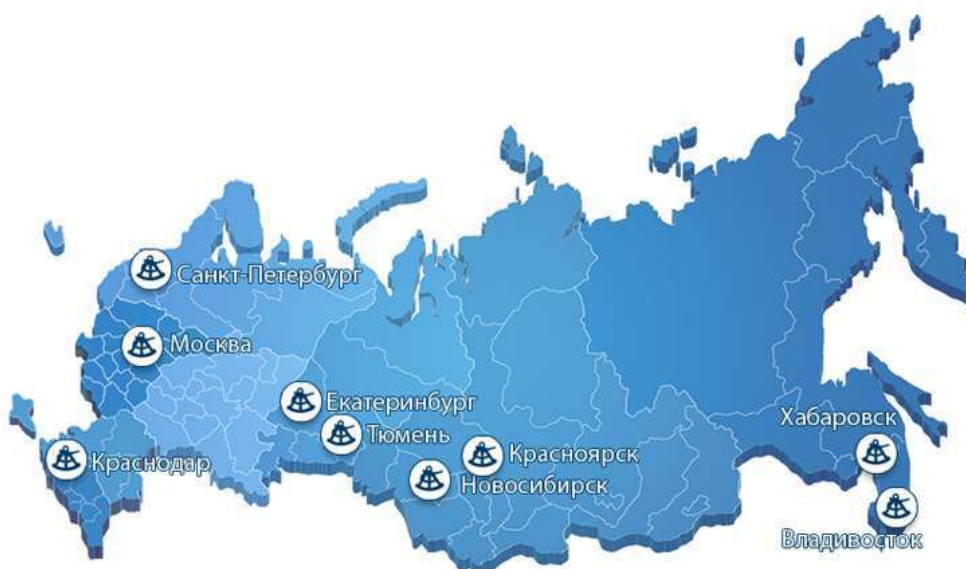 Санкт-Петербург
Москва
Екатеринбург
Хабаровск
Тюмень
Краснодар
Красноярск
Новосибирск
Владивосток